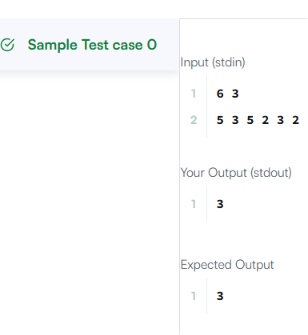 Sample Test case 0
Input (stdin)
1 6 3
2 5 3 5 2 3 2
Your Output (stdout)
1 3
Expected Output
1 3